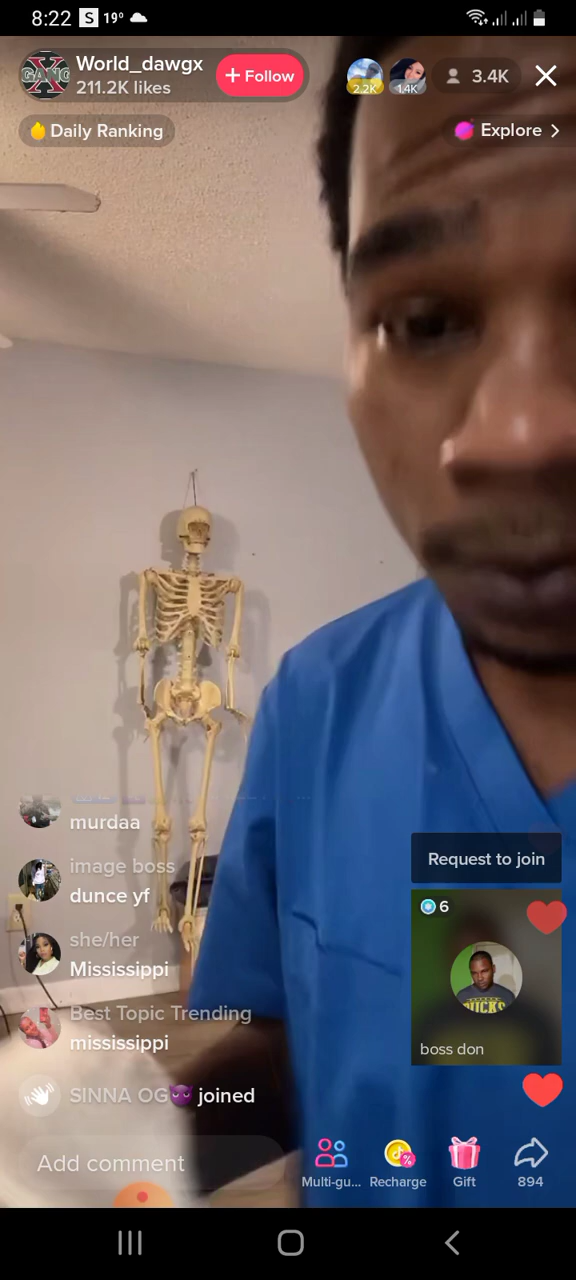 8:22 S 19°
World_dawgx
211.2K likes
+ Follow
2.2K
1.4K
3.4K
Daily Ranking
Explore >
murdaa
image boss
dunce yf
she/her
Mississippi
Best Topic Trending
mississippi
SINNA OG😈 joined
Request to join
6
boss don
Add comment
Multi-gu...
Recharge
Gift
894